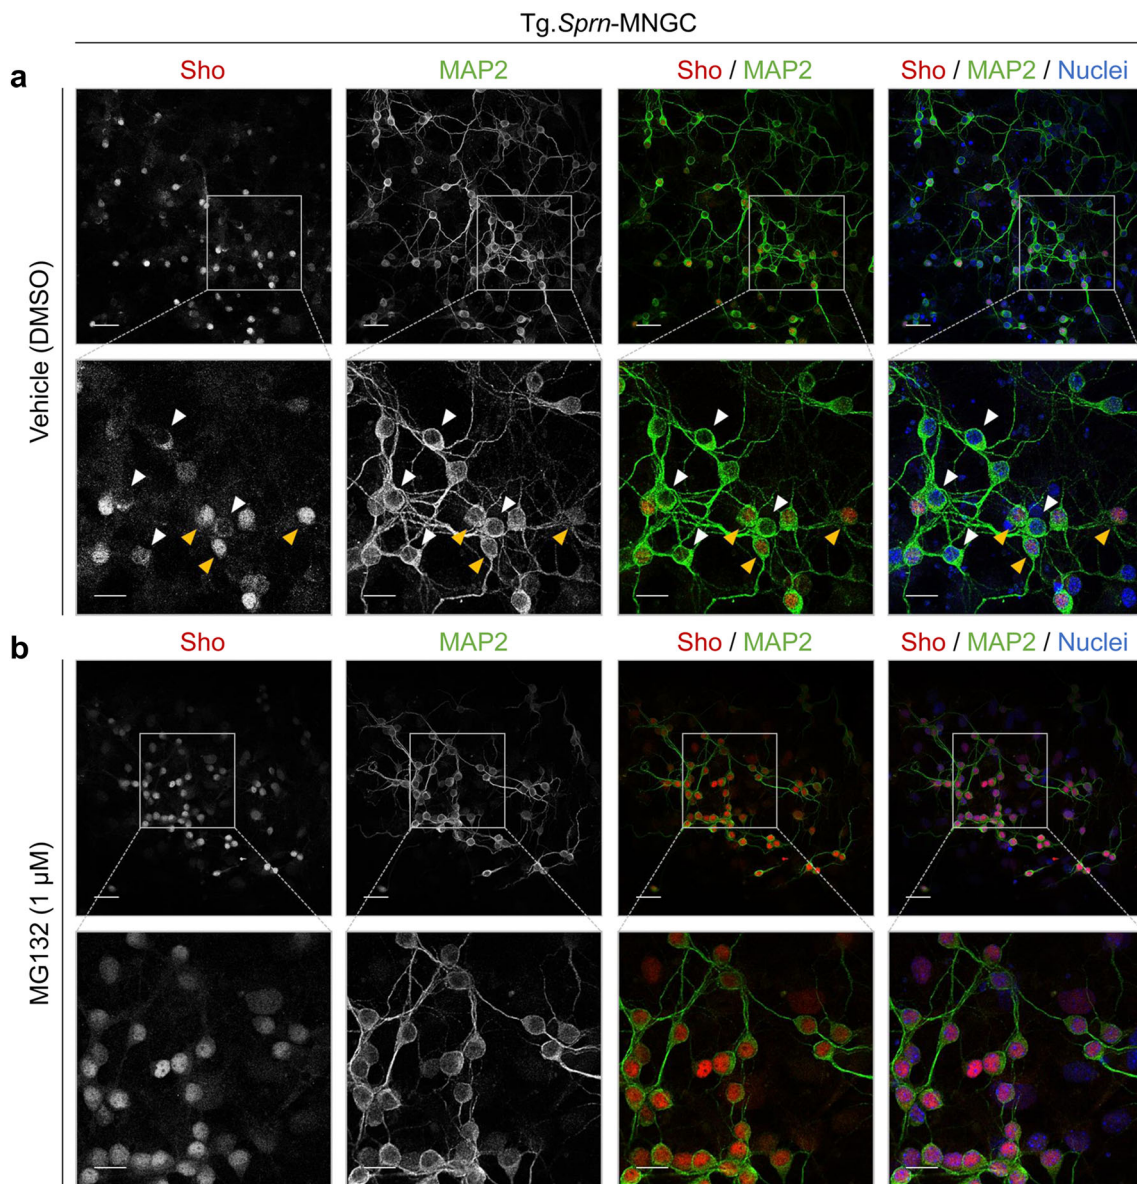 Tg.Sprn-MNGC
a
Sho
MAP2
Sho / MAP2
Sho / MAP2 / Nuclei
Vehicle (DMSO)
b
Sho
MAP2
Sho / MAP2
Sho / MAP2 / Nuclei
MG132 (1 μM)